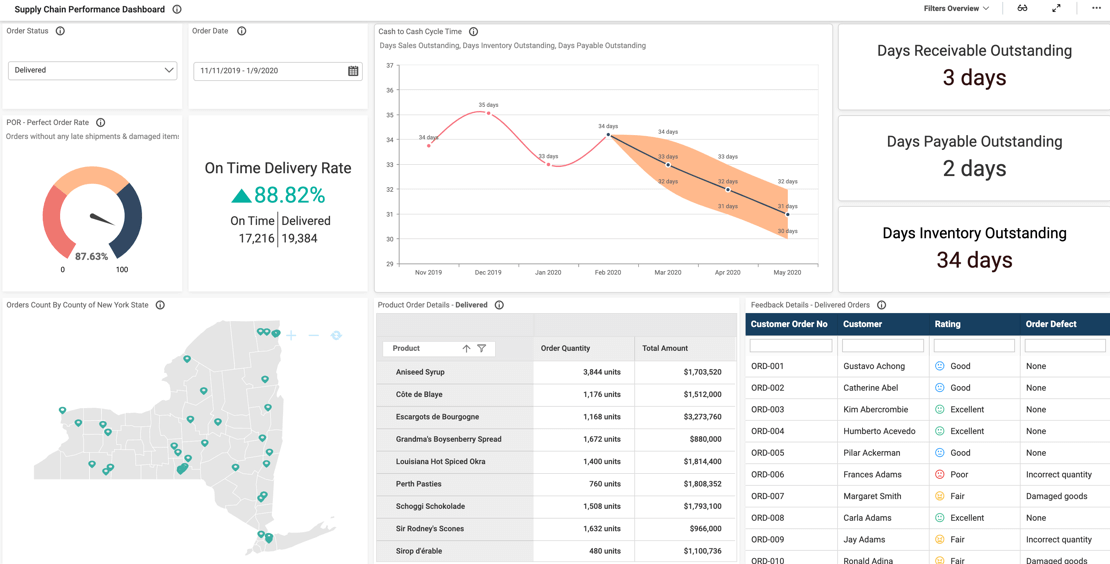 Supply Chain Performance Dashboard
Filters Overview
Order Status
Delivered
Order Date
11/11/2019 - 1/9/2020
POR - Perfect Order Rate
Orders without any late shipments & damaged items
87.63%
0
100
On Time Delivery Rate
88.82%
On Time Delivered
17,216 19,384
Cash to Cash Cycle Time
Days Sales Outstanding, Days Inventory Outstanding, Days Payable Outstanding
37
36
35
34
33
32
31
30
29
34 days
35 days
33 days
34 days
34 days
33 days
32 days
33 days
32 days
31 days
32 days
31 days
30 days
Nov 2019 Dec 2019 Jan 2020 Feb 2020 Mar 2020 Apr 2020 May 2020
Days Receivable Outstanding
3 days
Days Payable Outstanding
2 days
Days Inventory Outstanding
34 days
Orders Count By County of New York State
Product Order Details - Delivered
Product Order Quantity Total Amount
Aniseed Syrup 3,844 units $1,703,520
Côte de Blaye 1,176 units $1,512,000
Escargots de Bourgogne 1,168 units $3,273,760
Grandma's Boysenberry Spread 1,672 units $880,000
Louisiana Hot Spiced Okra 1,400 units $1,814,400
Perth Pasties 760 units $1,808,352
Schoggi Schokolade 1,508 units $1,793,100
Sir Rodney's Scones 1,632 units $966,000
Sirop d'érable 480 units $1,100,736
Feedback Details - Delivered Orders
Customer Order No Customer Rating Order Defect
ORD-001 Gustavo Achong Good None
ORD-002 Catherine Abel Good None
ORD-003 Kim Abercrombie Excellent None
ORD-004 Humberto Acevedo Excellent None
ORD-005 Pilar Ackerman Good None
ORD-006 Frances Adams Poor Incorrect quantity
ORD-007 Margaret Smith Fair Damaged goods
ORD-008 Carla Adams Excellent None
ORD-009 Jay Adams Fair Incorrect quantity
ORD-010 Ronald Adina Fair Damaged goods